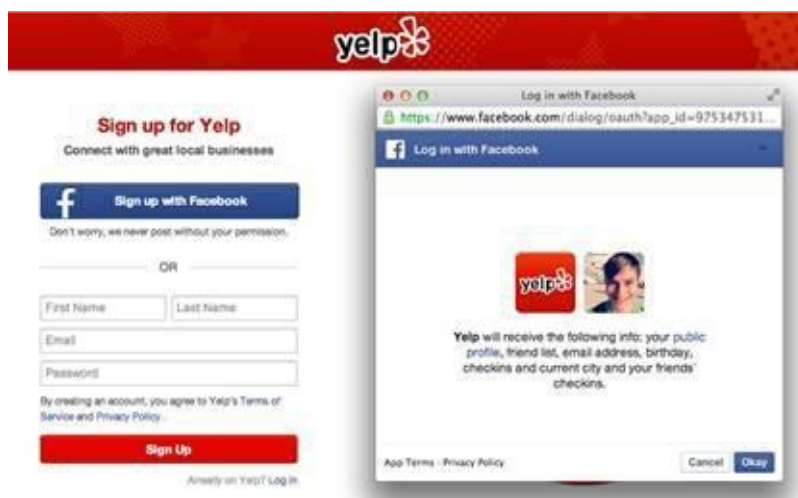 yelp
Sign up for Yelp
Connect with great local businesses
f
Sign up with Facebook
Don't worry, we never post without your permission.
OR
First Name
Last Name
Email
Password
By creating an account, you agree to Yelp's Terms of
Service and Privacy Policy.
Sign Up
Already on Yelp? Log in
Log in with Facebook
https://www.facebook.com/dialog/oauth?app_id=975347531...
f
Log in with Facebook
yelp
Yelp will receive the following info: your public
profile, friend list, email address, birthday,
checkins and current city and your friends'
checkins.
App Terms · Privacy Policy
Cancel
Okay